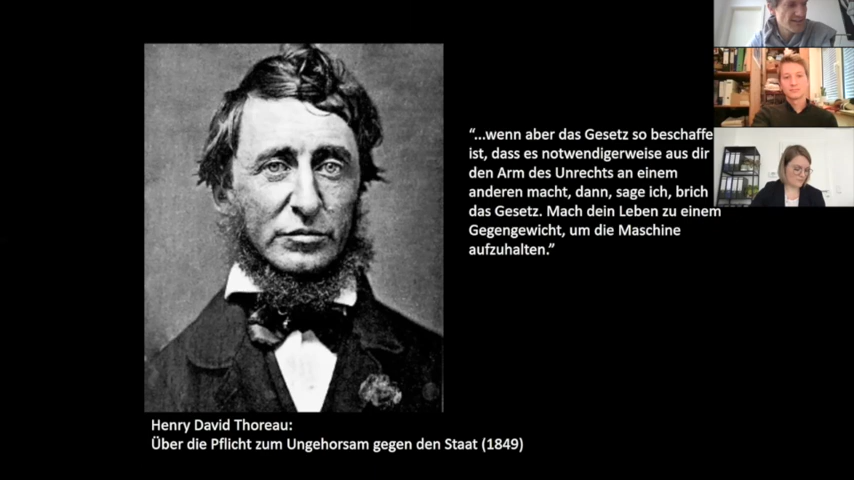 “...wenn aber das Gesetz so beschaffe
ist, dass es notwendigerweise aus dir
den Arm des Unrechts an einem
anderen macht, dann, sage ich, brich
das Gesetz. Mach dein Leben zu einem
Gegengewicht, um die Maschine
aufzuhalten.”
Henry David Thoreau:
Über die Pflicht zum Ungehorsam gegen den Staat (1849)